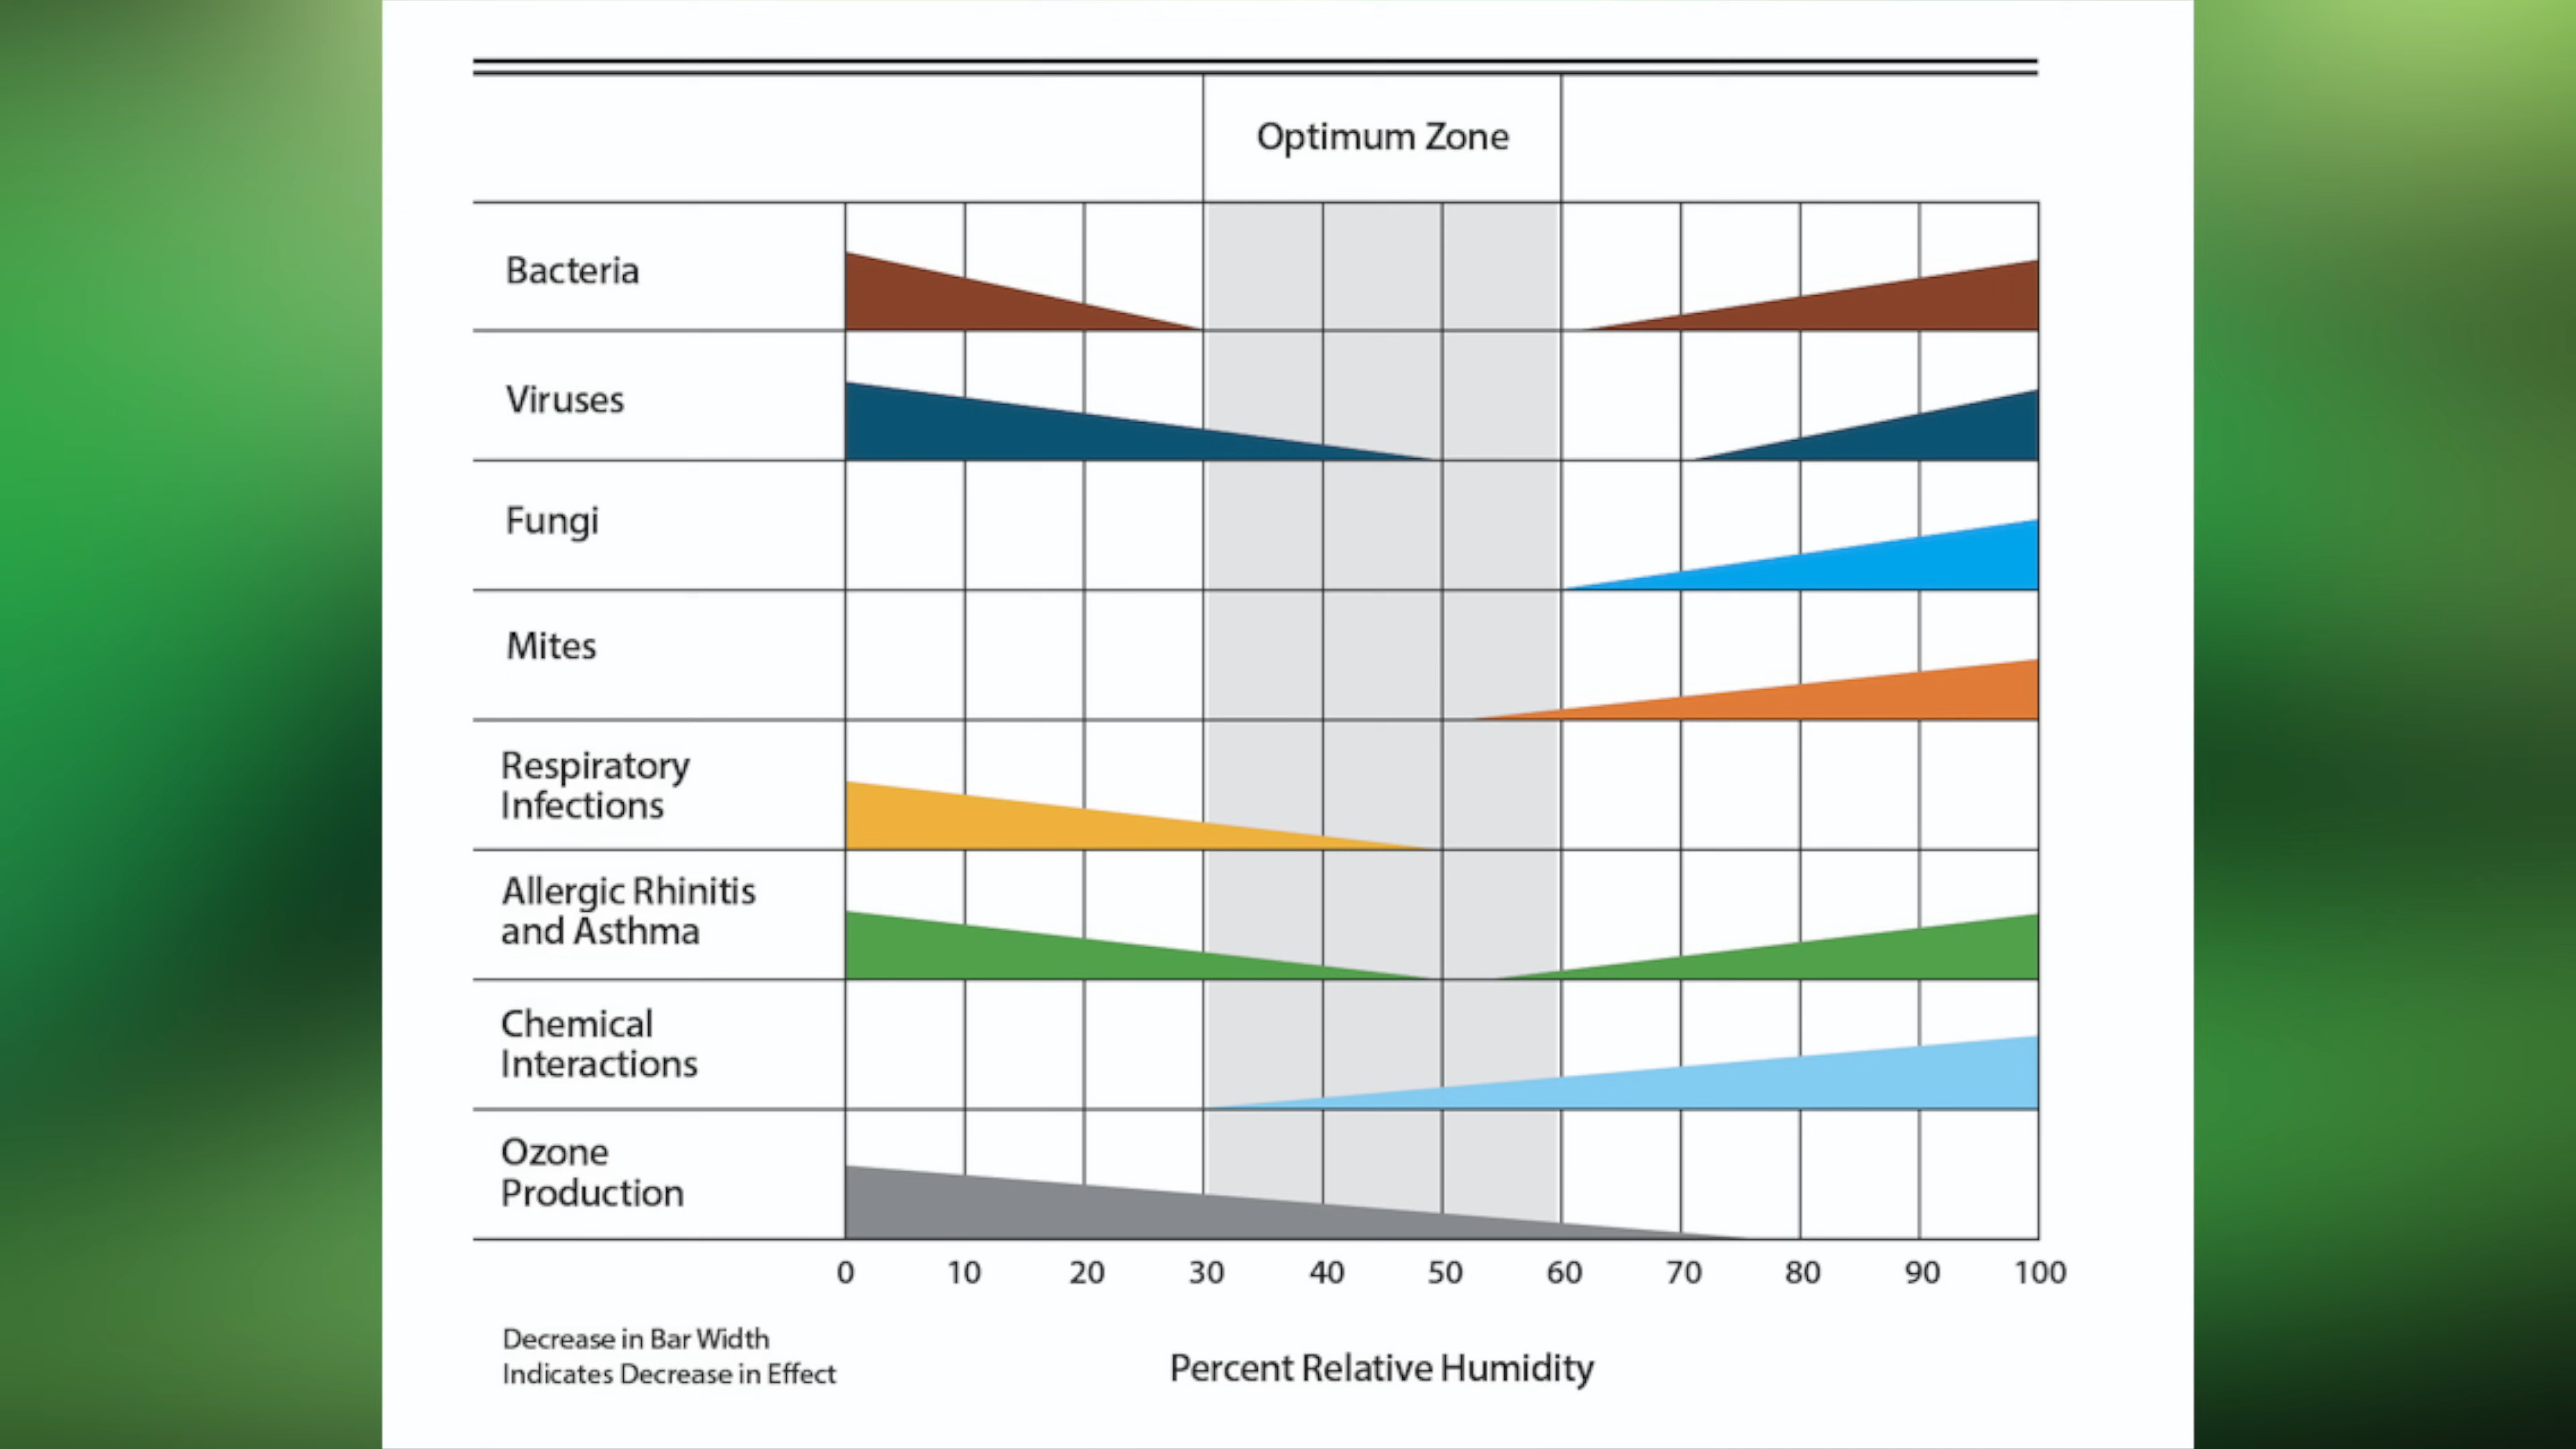 Optimum Zone
Bacteria
Viruses
Fungi
Mites
Respiratory
Infections
Allergic Rhinitis
and Asthma
Chemical
Interactions
Ozone
Production
0 10 20 30 40 50 60 70 80 90 100
Decrease in Bar Width
Indicates Decrease in Effect
Percent Relative Humidity